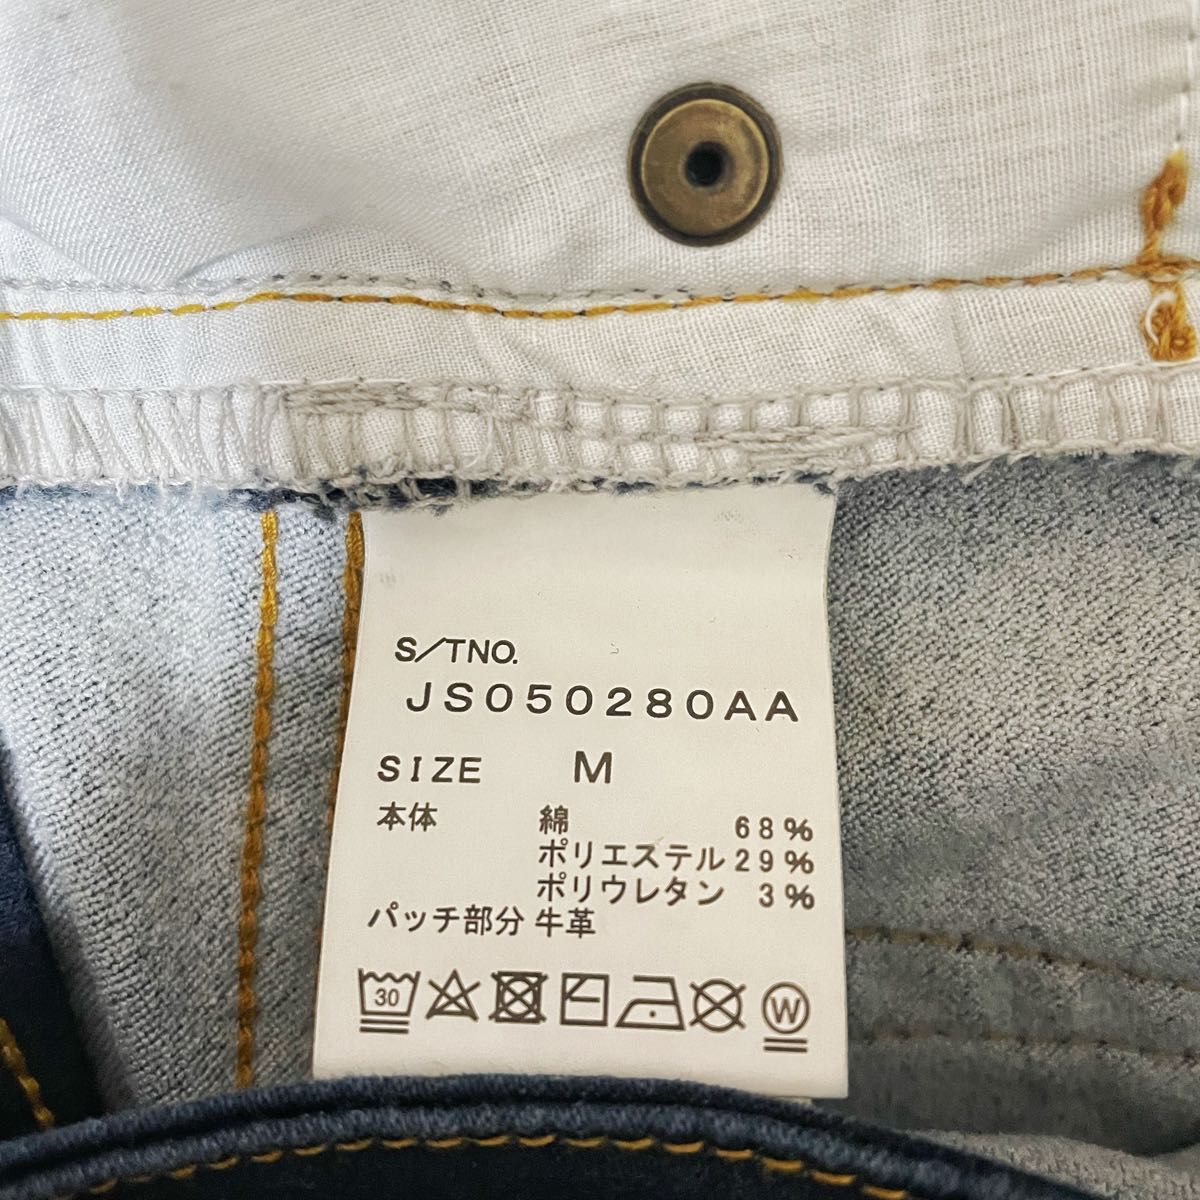 S/TNO.
JS050280AA
SIZE M
本体 綿 68%
ポリエステル 29%
ポリウレタン 3%
パッチ部分 牛革
30 W